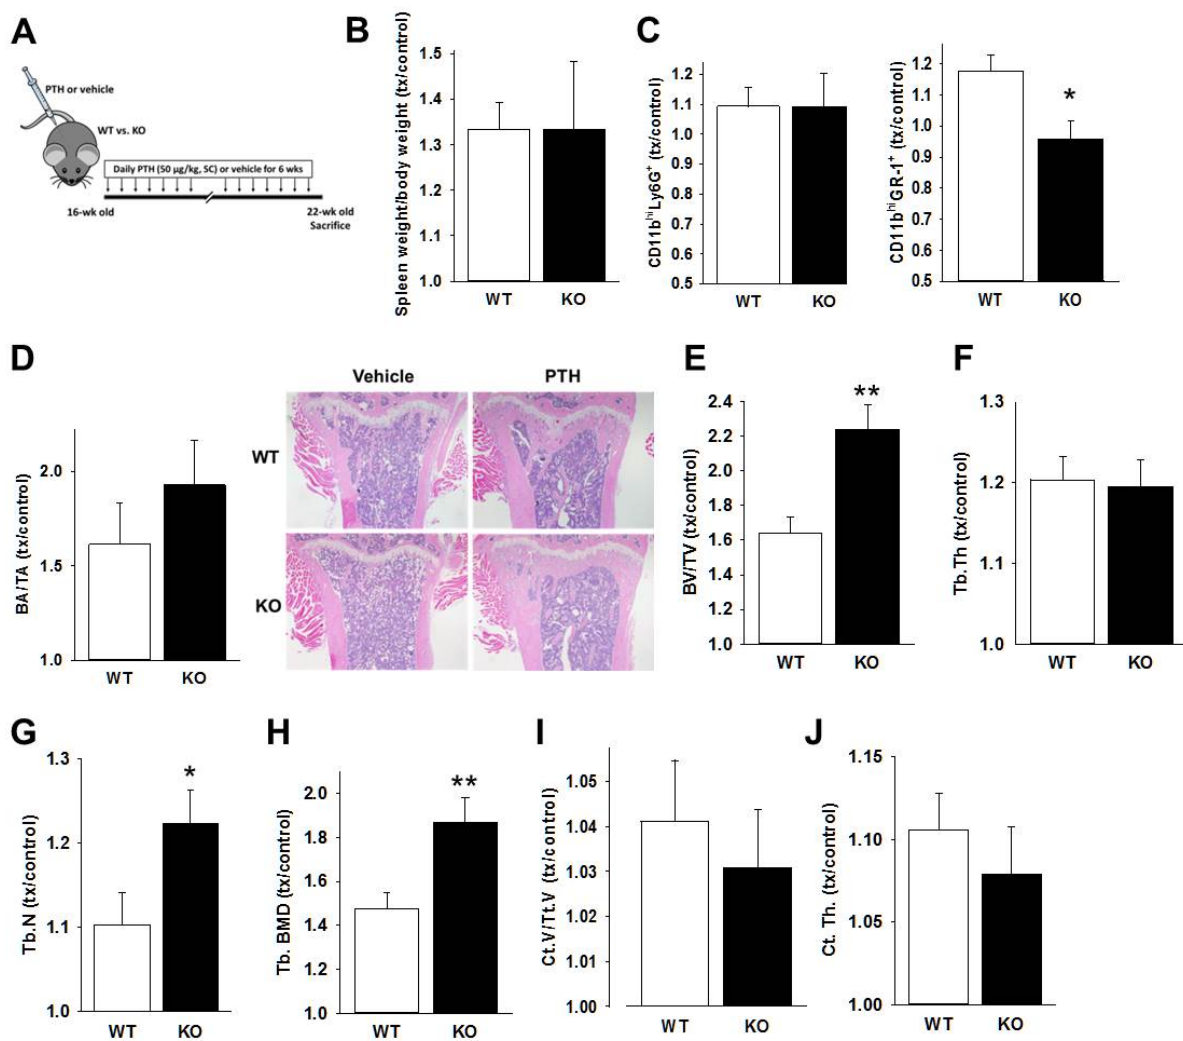 A
PTH or vehicle
WT vs. KO
Daily PTH (50 µg/kg, SC) or vehicle for 6 wks
16-wk old
22-wk old
Sacrifice
B
Spleen weight/body weight (tx/control)
1.5
1.4
1.3
1.2
1.1
1.0
WT
KO
C
CD11b^hi Ly6G⁺ (tx/control)
1.2
1.1
1.0
0.9
0.8
0.7
0.6
0.5
WT
KO
CD11b^hi GR-1⁺ (tx/control)
1.2
1.1
1.0
0.9
0.8
0.7
0.6
0.5
*
WT
KO
D
BA/TA (tx/control)
2.0
1.5
1.0
WT
KO
Vehicle
PTH
WT
KO
E
BV/TV (tx/control)
2.4
2.2
2.0
1.8
1.6
1.4
1.2
1.0
**
WT
KO
F
Tb.Th (tx/control)
1.3
1.2
1.1
1.0
WT
KO
G
Tb.N (tx/control)
1.3
1.2
1.1
1.0
*
WT
KO
H
Tb. BMD (tx/control)
2.0
1.8
1.6
1.4
1.2
1.0
**
WT
KO
I
Ct.V/Tt.V (tx/control)
1.05
1.04
1.03
1.02
1.01
1.00
WT
KO
J
Ct. Th. (tx/control)
1.15
1.10
1.05
1.00
WT
KO